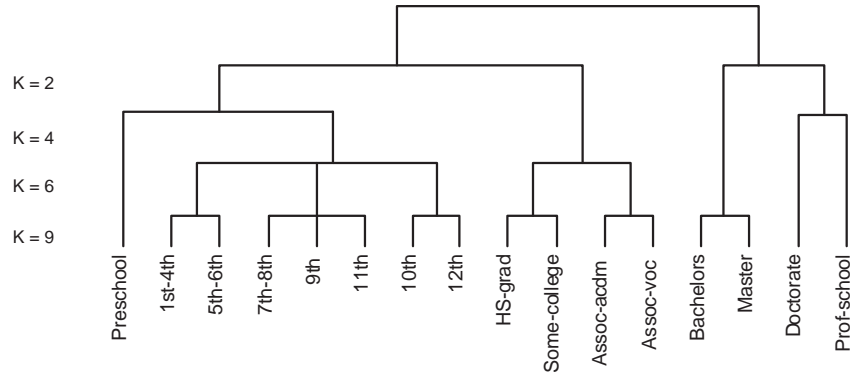 K = 2
K = 4
K = 6
K = 9
Preschool
1st-4th
5th-6th
7th-8th
9th
11th
10th
12th
HS-grad
Some-college
Assoc-acdm
Assoc-voc
Bachelors
Master
Doctorate
Prof-school